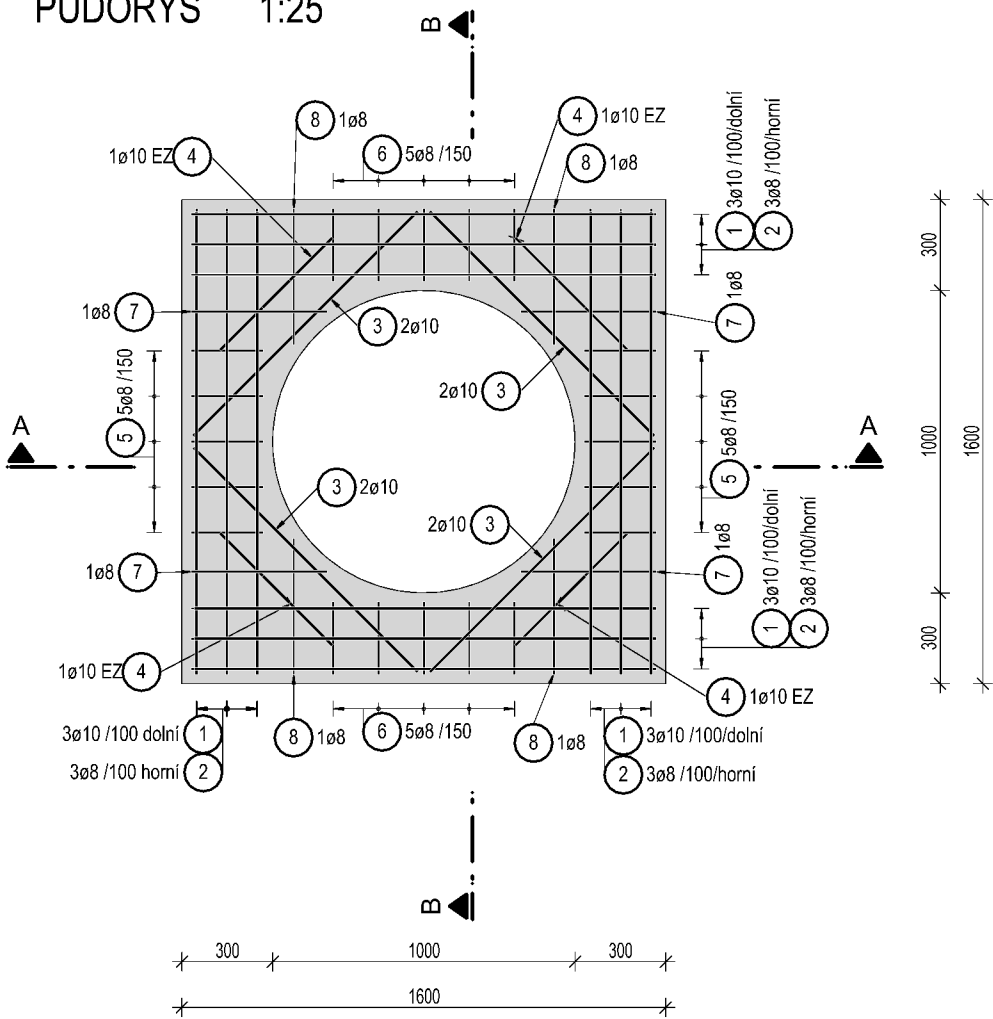 PŮDORYS 1:25
B
8 1ø8
4 1ø10 EZ
1ø10 EZ 4
6 5ø8 /150
8 1ø8
3ø10 /100/dolní
3ø8 /100/horní
1 2
300
1ø8 7
1ø8
7
3 2ø10
2ø10 3
5ø8 /150
5
5ø8 /150
5
A
A
1000
1600
3 2ø10
2ø10 3
1ø8 7
1ø8
7
3ø10 /100/dolní
3ø8 /100/horní
1 2
300
1ø10 EZ 4
4 1ø10 EZ
3ø10 /100 dolní 1
3ø8 /100 horní 2
8 1ø8
6 5ø8 /150
8 1ø8
1 3ø10 /100/dolní
2 3ø8 /100/horní
B
300 1000 300
1600